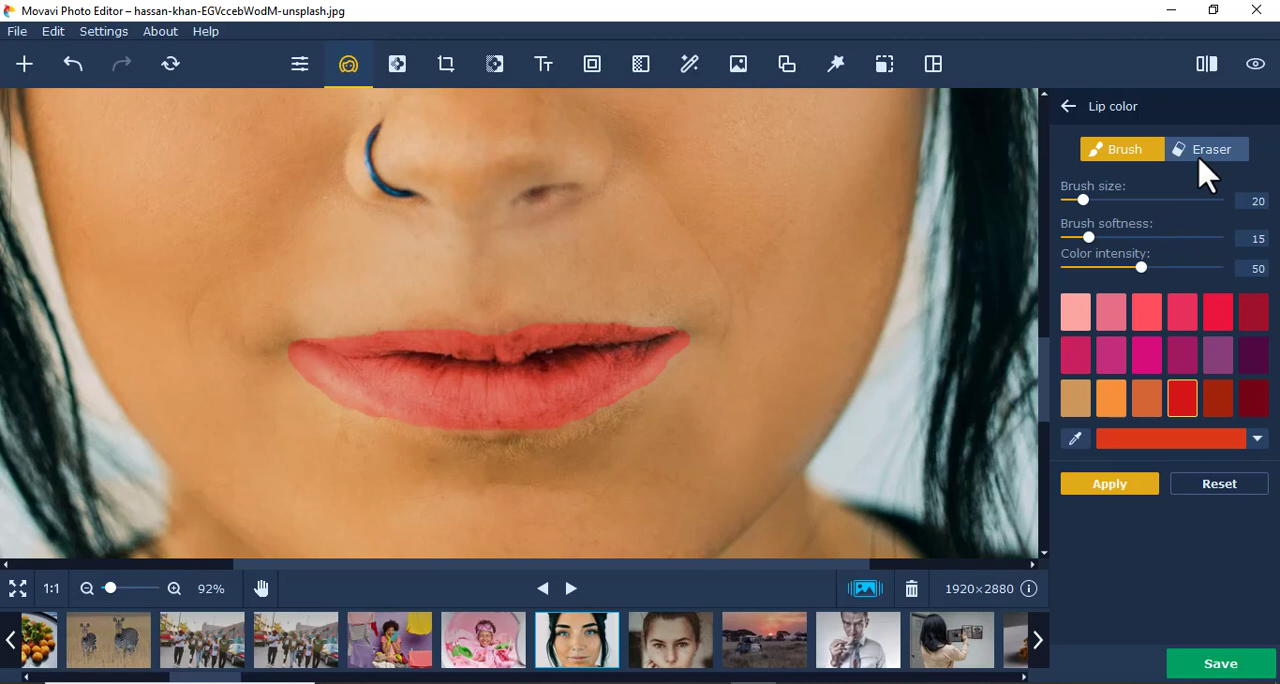 Movavi Photo Editor – hassan-khan-EGVccebWodM-unsplash.jpg
File Edit Settings About Help
Lip color
Brush Eraser
Brush size:
20
Brush softness:
15
Color intensity:
50
Apply Reset
1:1 92% 1920×2880
Save